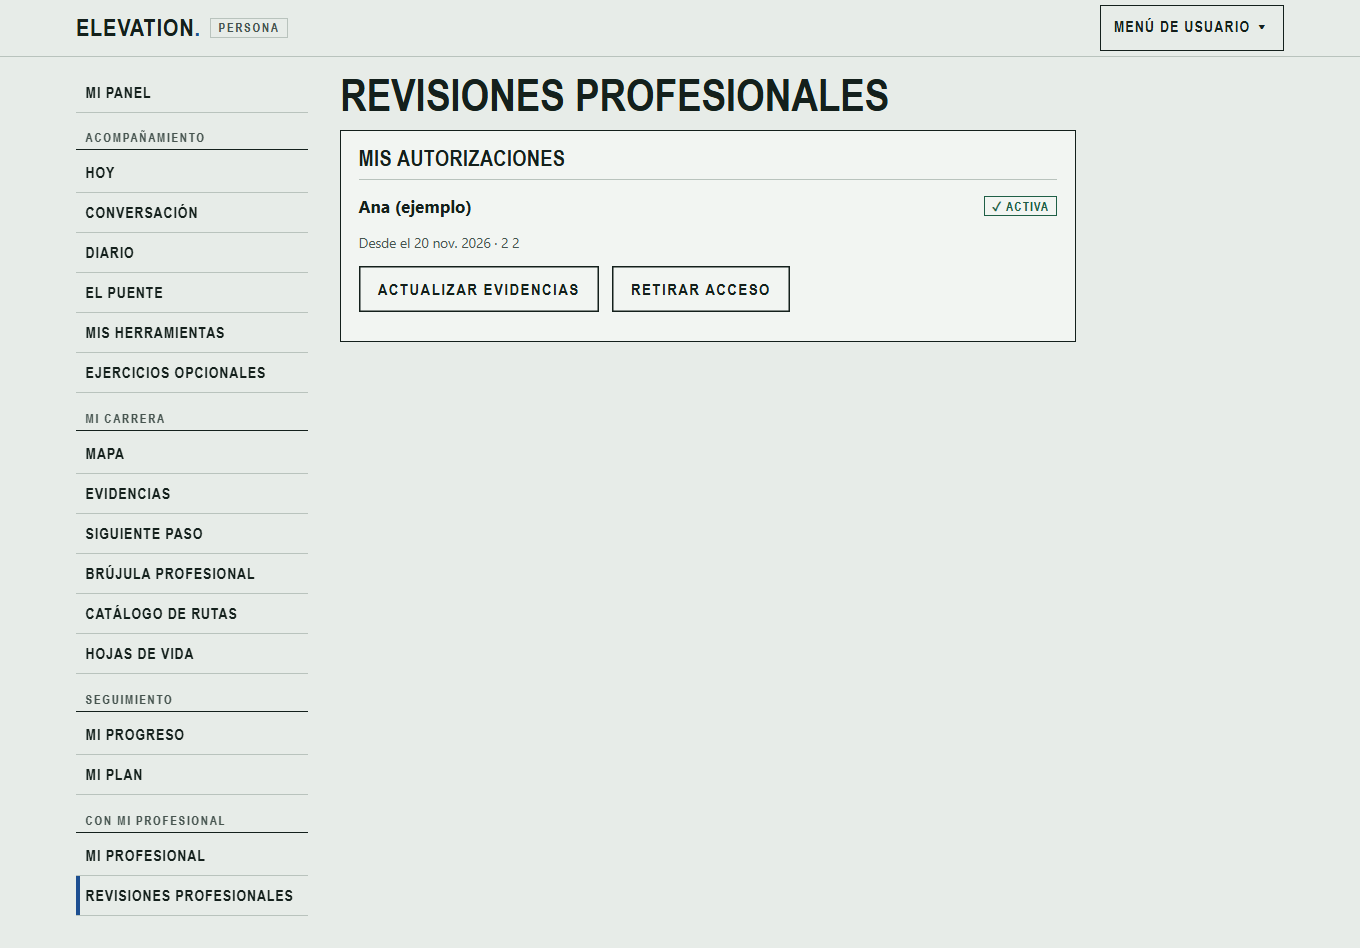 ELEVATION. PERSONA
MENÚ DE USUARIO
MI PANEL
ACOMPAÑAMIENTO
HOY
CONVERSACIÓN
DIARIO
EL PUENTE
MIS HERRAMIENTAS
EJERCICIOS OPCIONALES
MI CARRERA
MAPA
EVIDENCIAS
SIGUIENTE PASO
BRÚJULA PROFESIONAL
CATÁLOGO DE RUTAS
HOJAS DE VIDA
SEGUIMIENTO
MI PROGRESO
MI PLAN
CON MI PROFESIONAL
MI PROFESIONAL
REVISIONES PROFESIONALES
REVISIONES PROFESIONALES
MIS AUTORIZACIONES
Ana (ejemplo)
✓ ACTIVA
Desde el 20 nov. 2026 · 2 2
ACTUALIZAR EVIDENCIAS
RETIRAR ACCESO